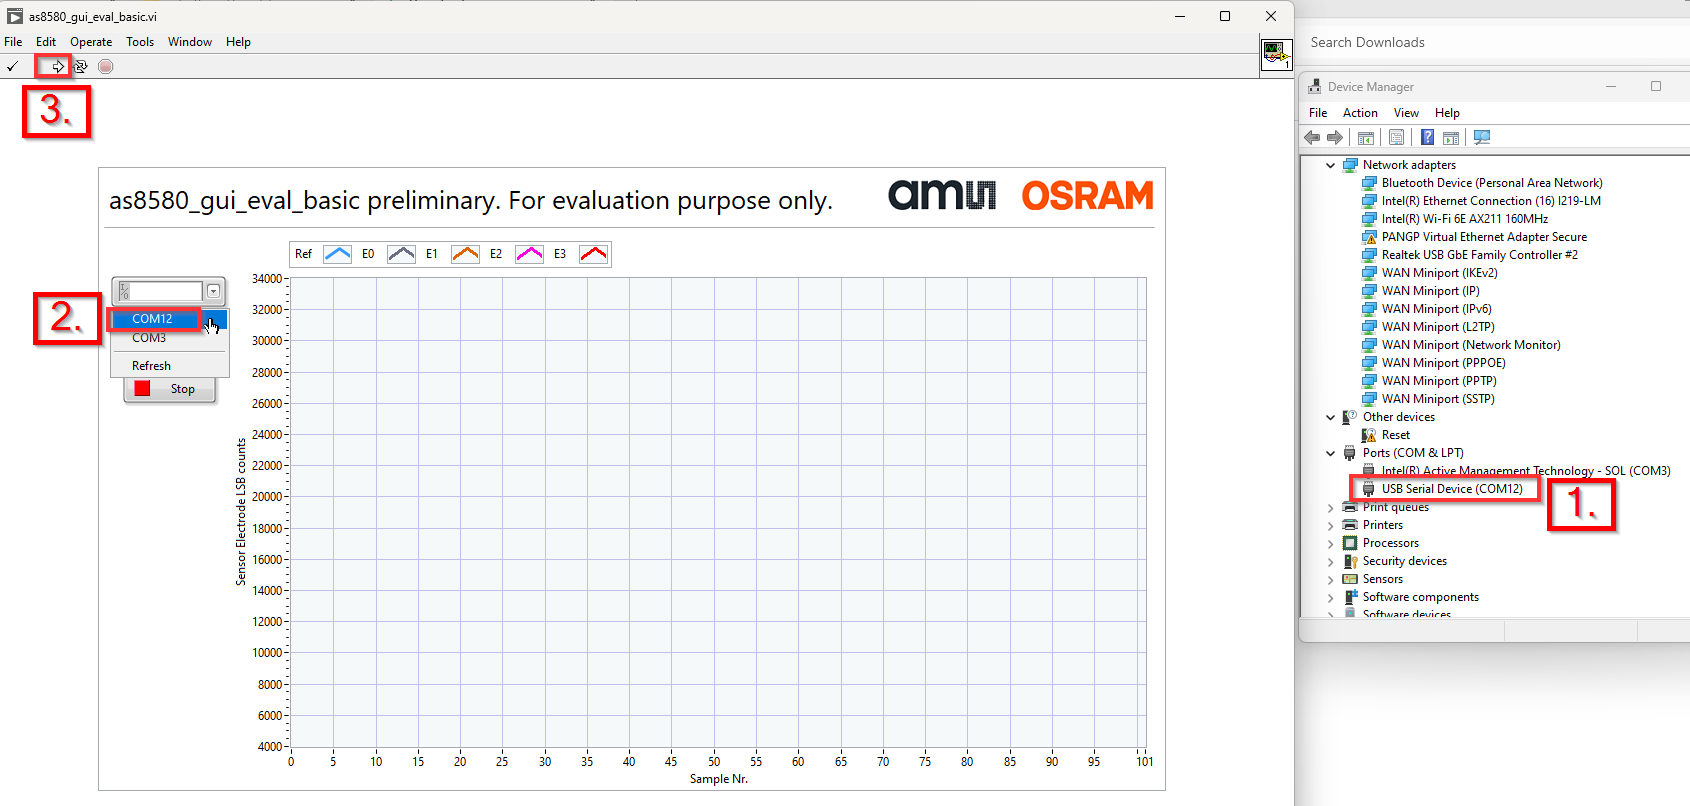 as8580_gui_eval_basic.vi
File Edit Operate Tools Window Help
1
3.
as8580_gui_eval_basic preliminary. For evaluation purpose only.
amu OSRAM
Ref E0 E1 E2 E3
I/O
2.
COM12
COM3
Refresh
Stop
Sensor Electrode LSB counts
34000
32000
30000
28000
26000
24000
22000
20000
18000
16000
14000
12000
10000
8000
6000
4000
0 5 10 15 20 25 30 35 40 45 50 55 60 65 70 75 80 85 90 95 101
Sample Nr.
Search Downloads
Device Manager
File Action View Help
Network adapters
Bluetooth Device (Personal Area Network)
Intel(R) Ethernet Connection (16) I219-LM
Intel(R) Wi-Fi 6E AX211 160MHz
PANGP Virtual Ethernet Adapter Secure
Realtek USB GbE Family Controller #2
WAN Miniport (IKEv2)
WAN Miniport (IP)
WAN Miniport (IPv6)
WAN Miniport (L2TP)
WAN Miniport (Network Monitor)
WAN Miniport (PPPOE)
WAN Miniport (PPTP)
WAN Miniport (SSTP)
Other devices
Reset
Ports (COM & LPT)
Intel(R) Active Management Technology - SOL (COM3)
USB Serial Device (COM12)
1.
Print queues
Printers
Processors
Security devices
Sensors
Software components
Software devices